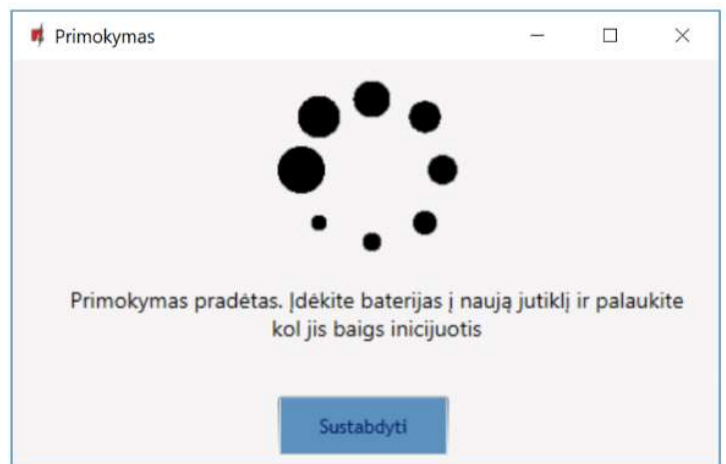 Primokymas
Primokymas pradėtas. Įdėkite baterijas į naują jutiklį ir palaukite
kol jis baigs inicijuotis
Sustabdyti